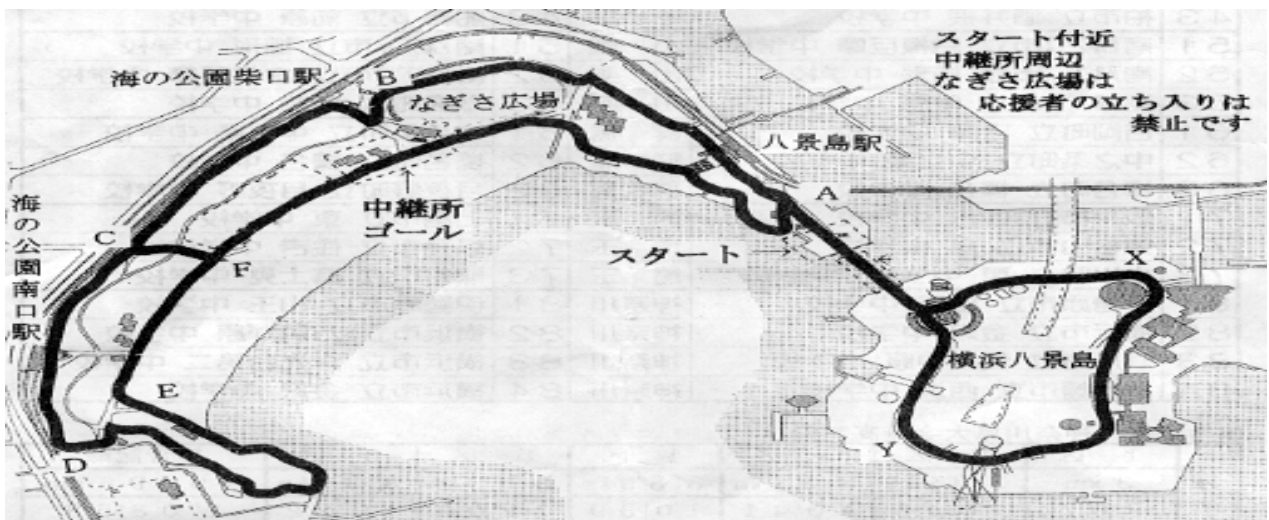 スタート付近
中継所周辺
なぎさ広場は
応援者の立ち入りは
禁止です
海の公園柴口駅
B
なぎさ広場
八景島駅
A
中継所
ゴール
スタート
海の公園南口駅
C
F
X
横浜八景島
E
D
Y